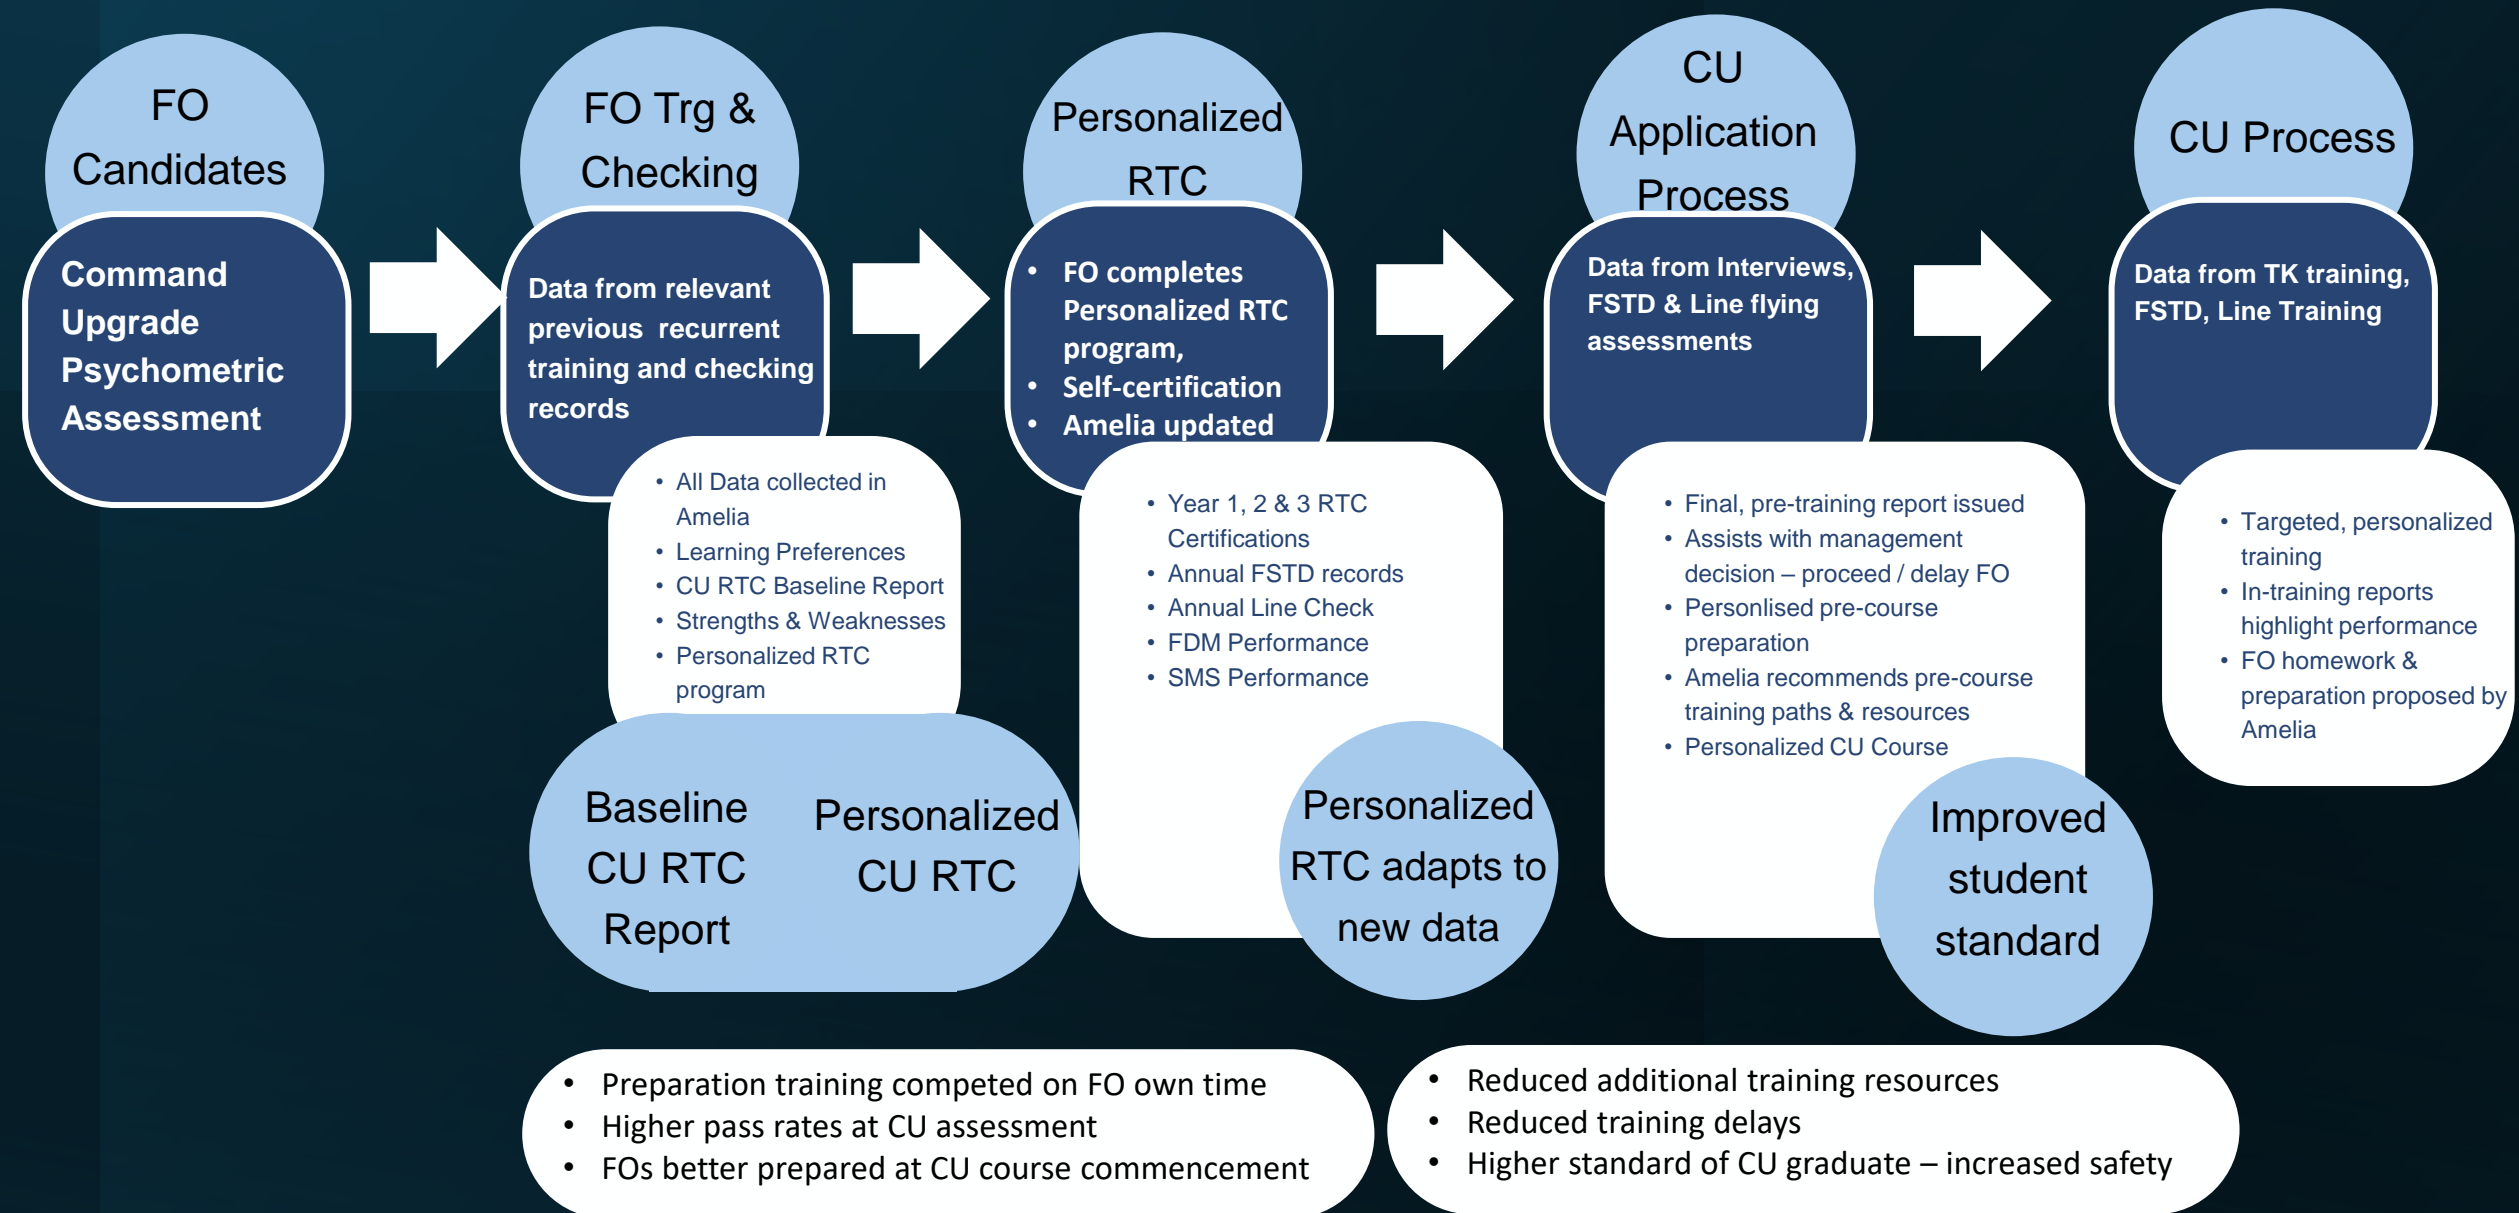 FO
Candidates
Command
Upgrade
Psychometric
Assessment
FO Trg &
Checking
Data from relevant
previous recurrent
training and checking
records
• All Data collected in
Amelia
• Learning Preferences
• CU RTC Baseline Report
• Strengths & Weaknesses
• Personalized RTC
program
Baseline
CU RTC
Report
Personalized
CU RTC
Personalized
RTC
• FO completes
Personalized RTC
program,
• Self-certification
• Amelia updated
• Year 1, 2 & 3 RTC
Certifications
• Annual FSTD records
• Annual Line Check
• FDM Performance
• SMS Performance
Personalized
RTC adapts to
new data
CU
Application
Process
Data from Interviews,
FSTD & Line flying
assessments
• Final, pre-training report issued
• Assists with management
decision – proceed / delay FO
• Personlised pre-course
preparation
• Amelia recommends pre-course
training paths & resources
• Personalized CU Course
Improved
student
standard
CU Process
Data from TK training,
FSTD, Line Training
• Targeted, personalized
training
• In-training reports
highlight performance
• FO homework &
preparation proposed by
Amelia
• Preparation training competed on FO own time
• Higher pass rates at CU assessment
• FOs better prepared at CU course commencement
• Reduced additional training resources
• Reduced training delays
• Higher standard of CU graduate – increased safety